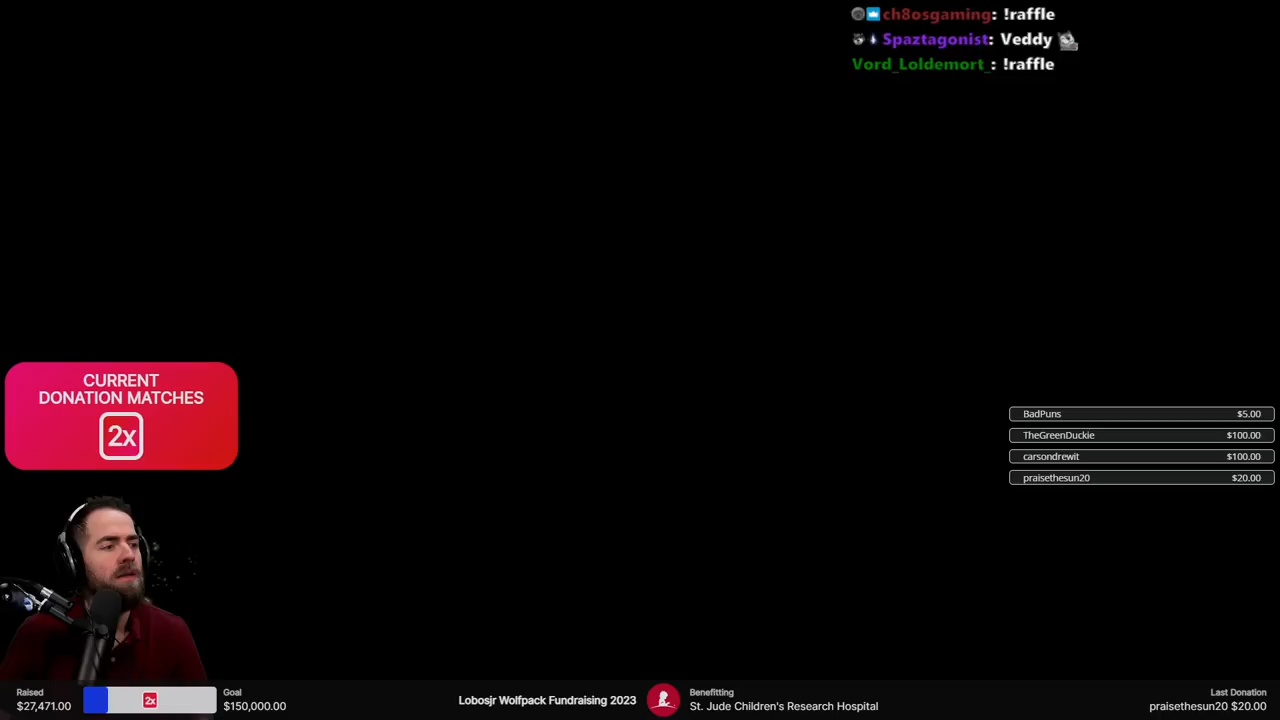 ch8osgaming: !raffle
Spaztagonist: Veddy
Vord_Loldemort_: !raffle
CURRENT
DONATION MATCHES
2x
BadPuns $5.00
TheGreenDuckie $100.00
carsondrewit $100.00
praisethesun20 $20.00
Raised
$27,471.00
2x
Goal
$150,000.00
Lobosjr Wolfpack Fundraising 2023
Benefitting
St. Jude Children's Research Hospital
Last Donation
praisethesun20 $20.00